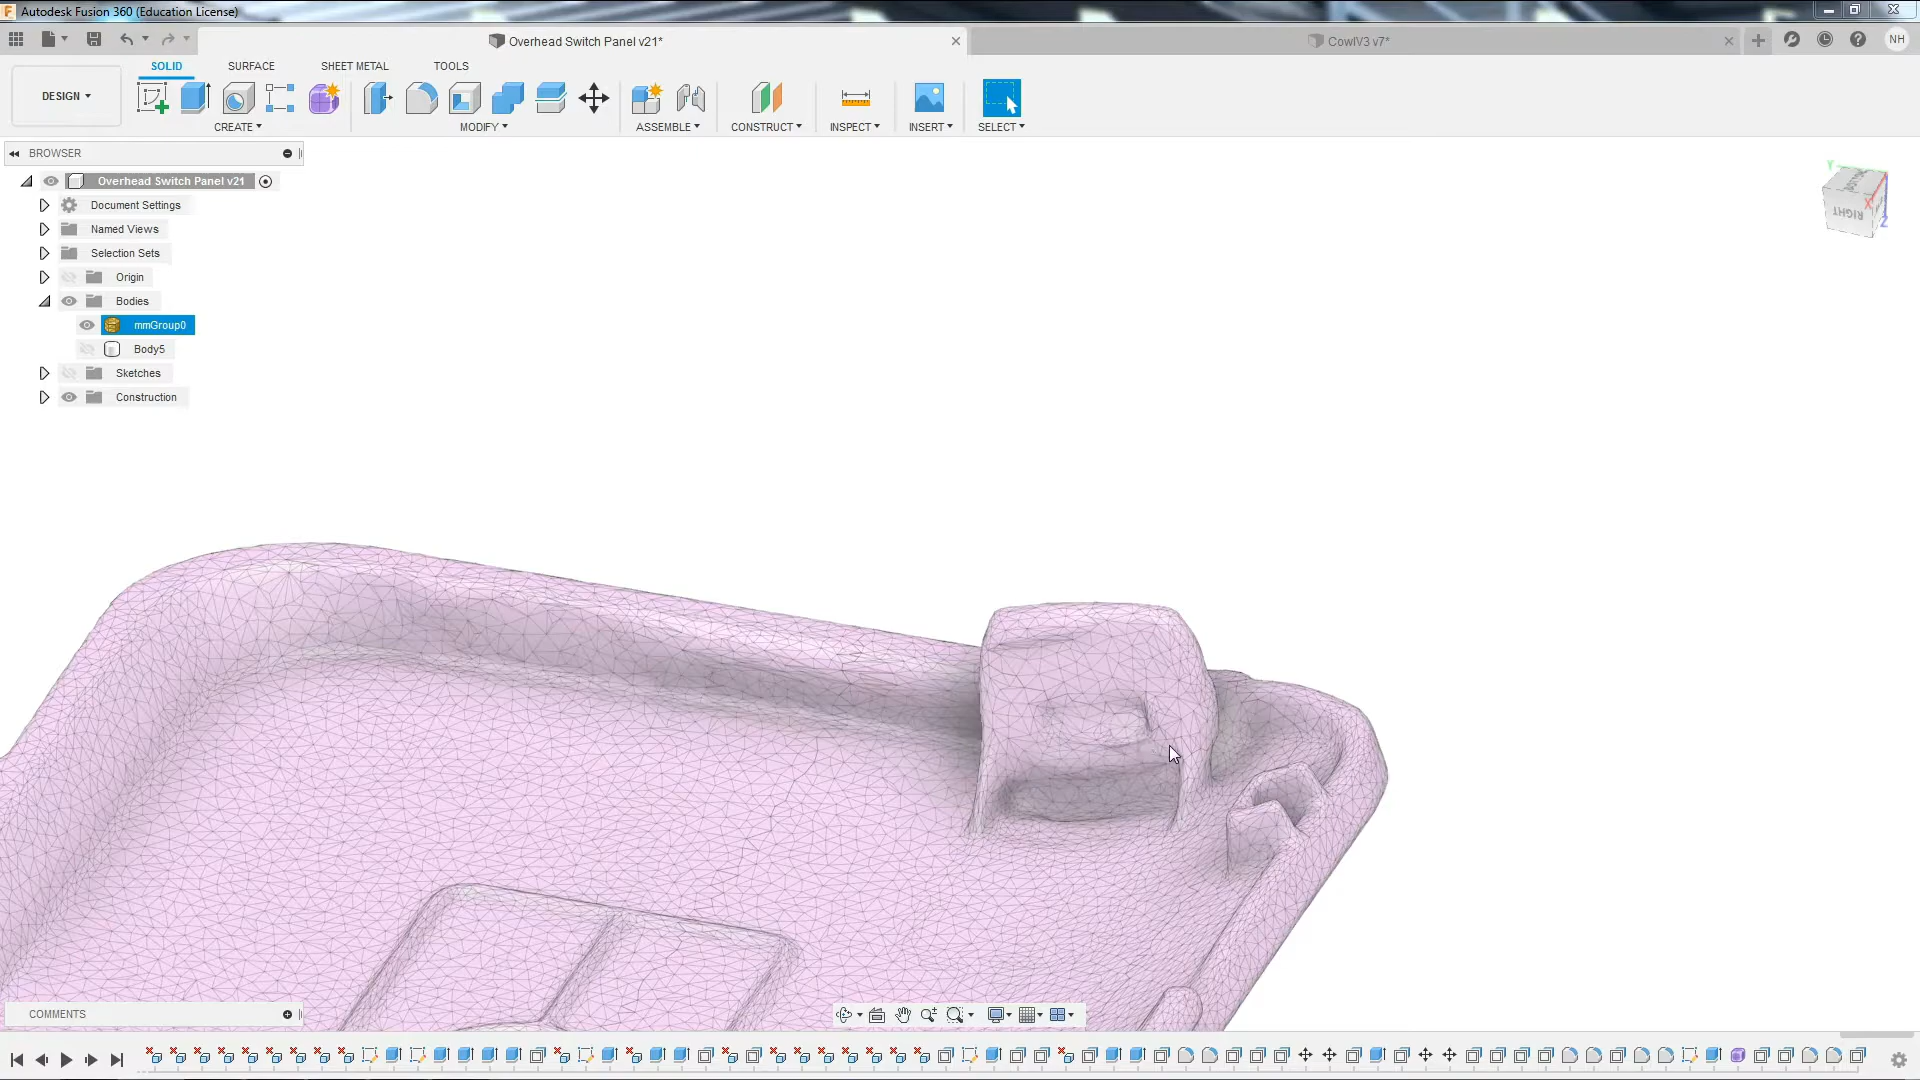 Autodesk Fusion 360 (Education License)
Overhead Switch Panel v21*
CowlV3 v7*
NH
DESIGN
SOLID
SURFACE
SHEET METAL
TOOLS
CREATE
MODIFY
ASSEMBLE
CONSTRUCT
INSPECT
INSERT
SELECT
BROWSER
Overhead Switch Panel v21
Document Settings
Named Views
Selection Sets
Origin
Bodies
mmGroup0
Body5
Sketches
Construction
Y
X
Z
RIGHT
COMMENTS